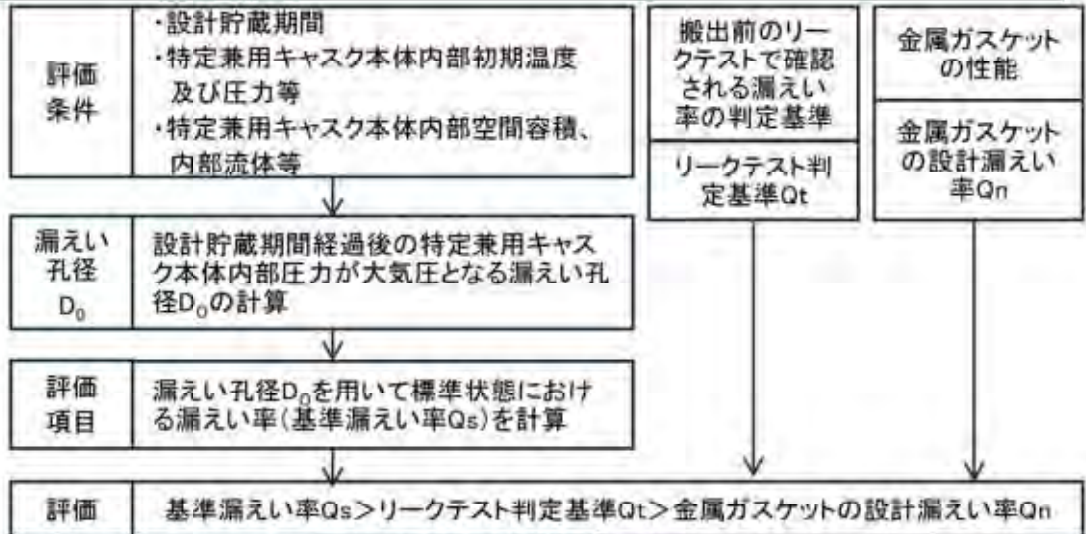 評価
条件
・設計貯蔵期間
・特定兼用キャスク本体内部初期温度
及び圧力等
・特定兼用キャスク本体内部空間容積、
内部流体等
搬出前のリー
クテストで確認
される漏えい
率の判定基準
リークテスト判
定基準Qt
金属ガスケット
の性能
金属ガスケット
の設計漏えい
率Qn
漏えい
孔径
D₀
設計貯蔵期間経過後の特定兼用キャス
ク本体内部圧力が大気圧となる漏えい孔
径D₀の計算
評価
項目
漏えい孔径D₀を用いて標準状態におけ
る漏えい率(基準漏えい率Qs)を計算
評価
基準漏えい率Qs>リークテスト判定基準Qt>金属ガスケットの設計漏えい率Qn